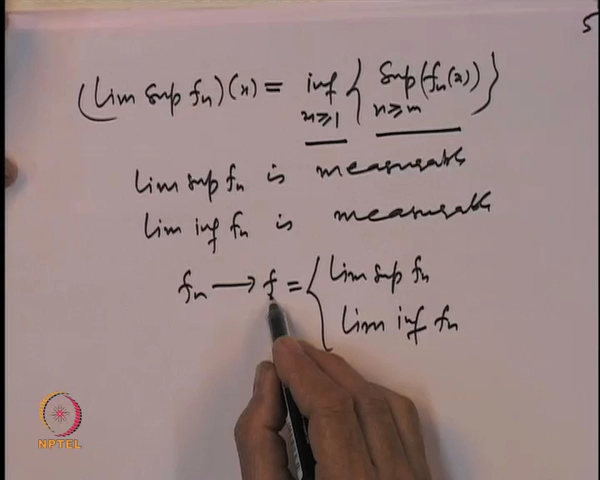 5
(lim sup fn)(x) = inf n≥1 { sup n≥m (fn(x)) }
lim sup fn is measurable
lim inf fn is measurable
fn → f = { lim sup fn
lim inf fn
NPTEL